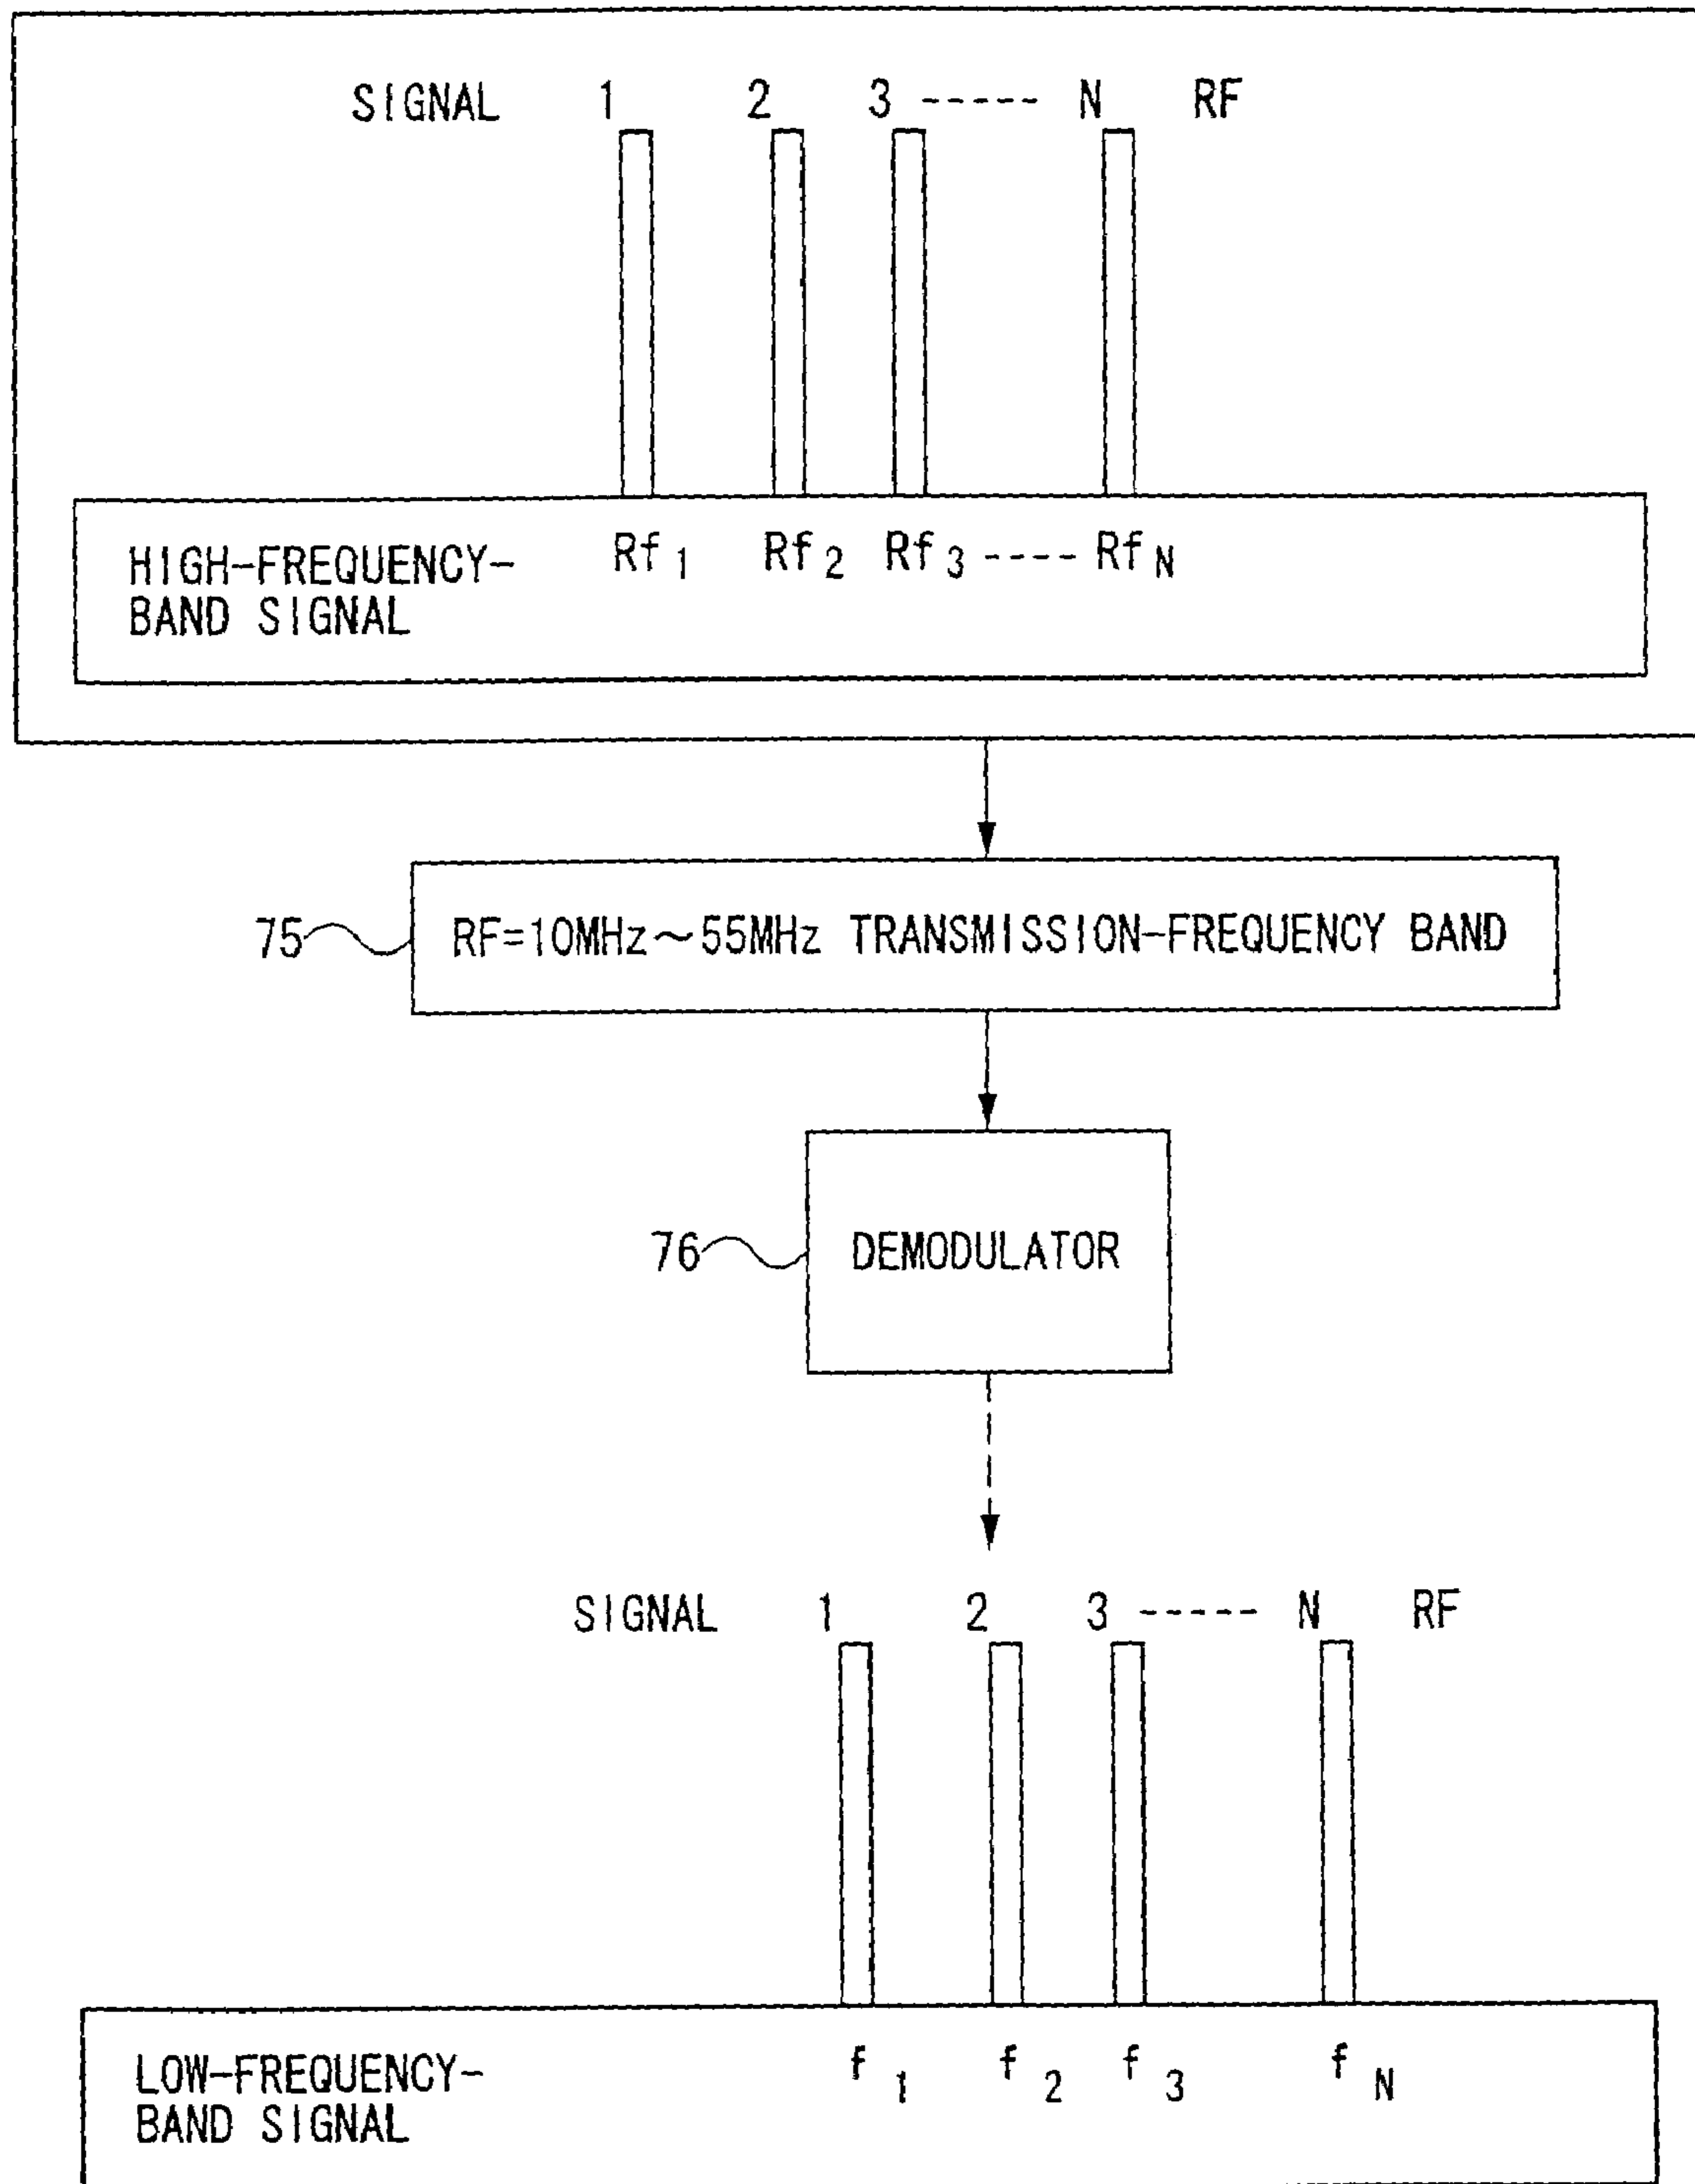 SIGNAL 1 2 3 ----- N RF
Rf1 Rf2 Rf3 ---- RfN
HIGH-FREQUENCY-
BAND SIGNAL
75 RF=10MHz~55MHz TRANSMISSION-FREQUENCY BAND
76 DEMODULATOR
SIGNAL 1 2 3 ----- N RF
f1 f2 f3 fN
LOW-FREQUENCY-
BAND SIGNAL